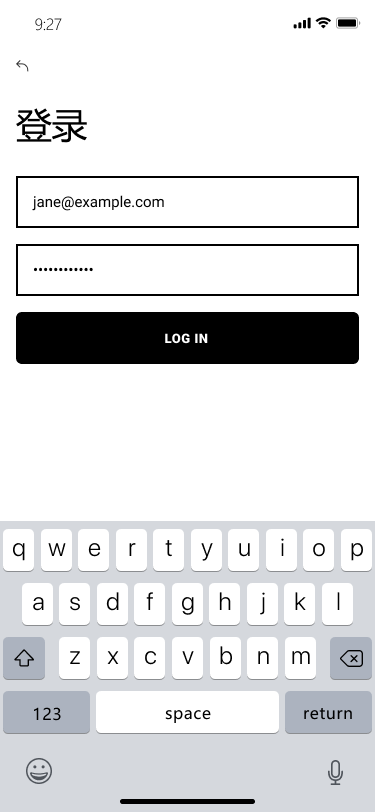 9:27
登录
jane@example.com
••••••••••••
LOG IN
q w e r t y u i o p
a s d f g h j k l
z x c v b n m
123 space return